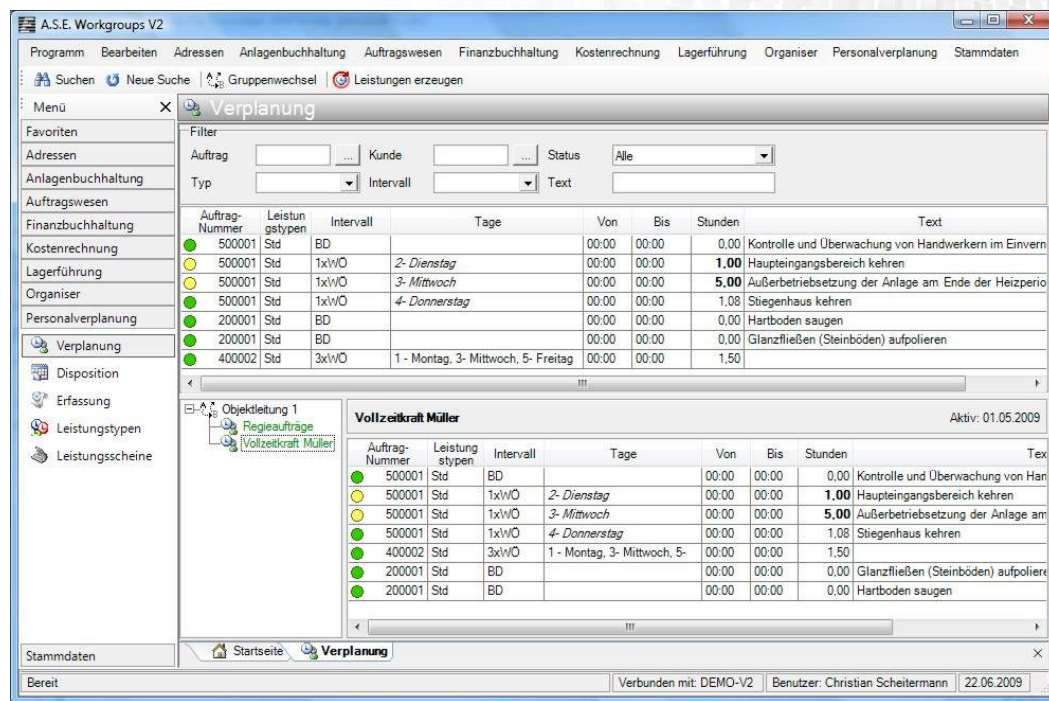 A.S.E. Workgroups V2
Programm Bearbeiten Adressen Anlagenbuchhaltung Auftragswesen Finanzbuchhaltung Kostenrechnung Lagerführung Organiser Personalverplanung Stammdaten
Suchen Neue Suche Gruppenwechsel Leistungen erzeugen
Menü
Favoriten
Adressen
Anlagenbuchhaltung
Auftragswesen
Finanzbuchhaltung
Kostenrechnung
Lagerführung
Organiser
Personalverplanung
Verplanung
Disposition
Erfassung
Leistungstypen
Leistungsscheine
Stammdaten
Verplanung
Filter
Auftrag ... Kunde ... Status Alle
Typ Intervall Text
Auftrag-Nummer Leistungstypen Intervall Tage Von Bis Stunden Text
500001 Std BD 00:00 00:00 0,00 Kontrolle und Überwachung von Handwerkern im Einvern
500001 Std 1xWÖ 2- Dienstag 00:00 00:00 1,00 Haupteingangsbereich kehren
500001 Std 1xWÖ 3- Mittwoch 00:00 00:00 5,00 Außerbetriebsetzung der Anlage am Ende der Heizperio
500001 Std 1xWÖ 4- Donnerstag 00:00 00:00 1,08 Stiegenhaus kehren
200001 Std BD 00:00 00:00 0,00 Hartboden saugen
200001 Std BD 00:00 00:00 0,00 Glanzfließen (Steinböden) aufpolieren
400002 Std 3xWÖ 1 - Montag, 3- Mittwoch, 5- Freitag 00:00 00:00 1,50
Objektleitung 1
Regieaufträge
Vollzeitkraft Müller
Vollzeitkraft Müller Aktiv: 01.05.2009
Auftrag-Nummer Leistungstypen Intervall Tage Von Bis Stunden Tex
500001 Std BD 00:00 00:00 0,00 Kontrolle und Überwachung von Han
500001 Std 1xWÖ 2- Dienstag 00:00 00:00 1,00 Haupteingangsbereich kehren
500001 Std 1xWÖ 3- Mittwoch 00:00 00:00 5,00 Außerbetriebsetzung der Anlage am
500001 Std 1xWÖ 4- Donnerstag 00:00 00:00 1,08 Stiegenhaus kehren
400002 Std 3xWÖ 1 - Montag, 3- Mittwoch, 5- 00:00 00:00 1,50
200001 Std BD 00:00 00:00 0,00 Glanzfließen (Steinböden) aufpoliere
200001 Std BD 00:00 00:00 0,00 Hartboden saugen
Startseite Verplanung
Bereit Verbunden mit: DEMO-V2 Benutzer: Christian Scheitermann 22.06.2009